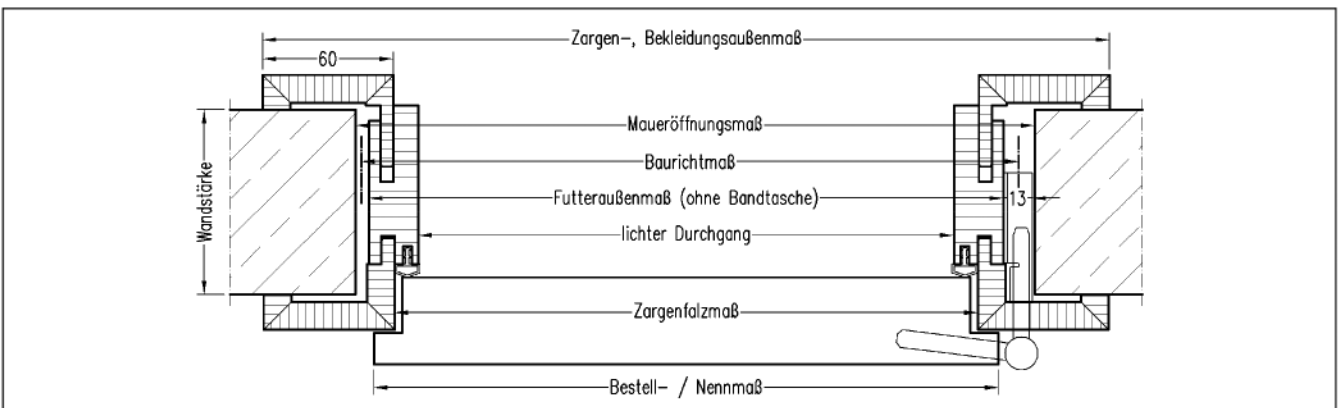 Zargen-, Bekleidungsaußenmaß
60
Maueröffnungsmaß
Baurichtmaß
Wandstärke
Futteraußenmaß (ohne Bandtasche)
13
lichter Durchgang
Zargenfalzmaß
Bestell- / Nennmaß